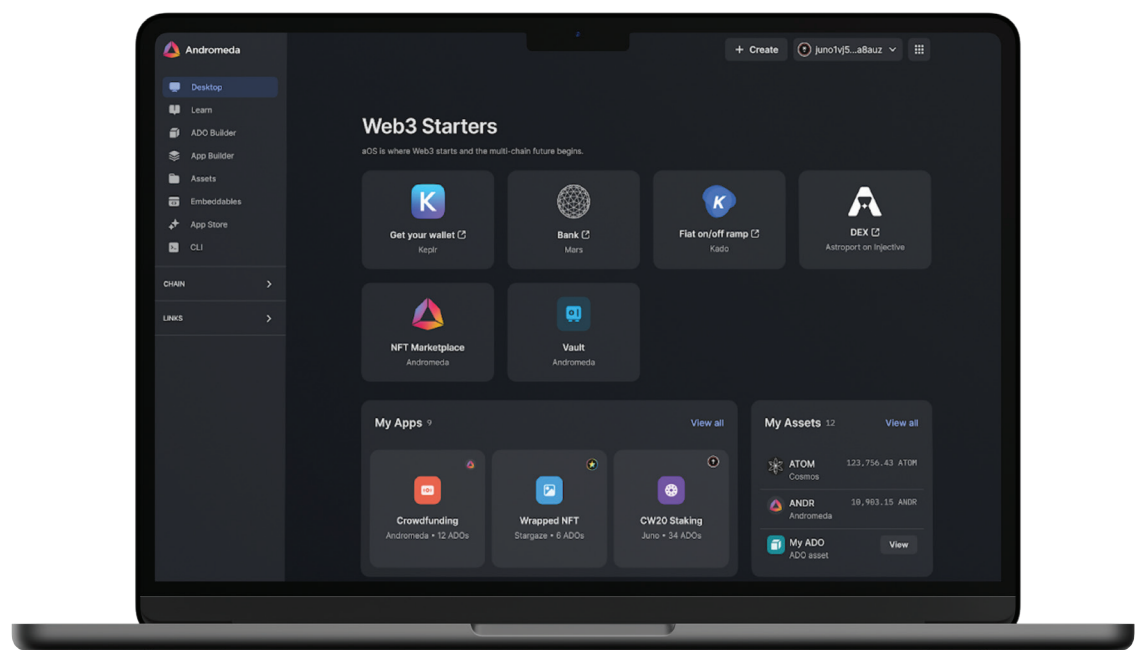 Andromeda
+ Create
juno1vj5...a8auz
Desktop
Learn
ADO Builder
App Builder
Assets
Embeddables
App Store
CLI
CHAIN
LINKS
Web3 Starters
aOS is where Web3 starts and the multi-chain future begins.
K
Get your wallet
Keplr
Bank
Mars
K
Fiat on/off ramp
Kado
DEX
Astroport on Injective
NFT Marketplace
Andromeda
Vault
Andromeda
My Apps 9
View all
Crowdfunding
Andromeda • 12 ADOs
Wrapped NFT
Stargaze • 6 ADOs
CW20 Staking
Juno • 34 ADOs
My Assets 12
View all
ATOM
123,756.43 ATOM
Cosmos
ANDR
10,903.15 ANDR
Andromeda
My ADO
ADO asset
View